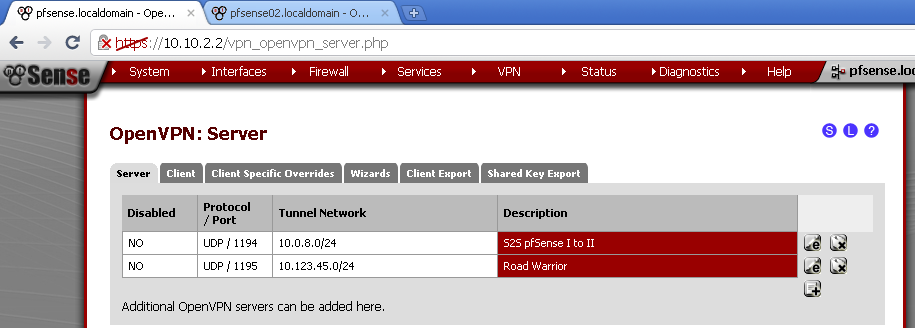 pfsense.localdomain - Ope...
pfsense02.localdomain - O...
https://10.10.2.2/vpn_openvpn_server.php
Sense System Interfaces Firewall Services VPN Status Diagnostics Help pfsense.loc
OpenVPN: Server S L ?
Server Client Client Specific Overrides Wizards Client Export Shared Key Export
Disabled Protocol / Port Tunnel Network Description
NO UDP / 1194 10.0.8.0/24 S2S pfSense I to II
NO UDP / 1195 10.123.45.0/24 Road Warrior
Additional OpenVPN servers can be added here.